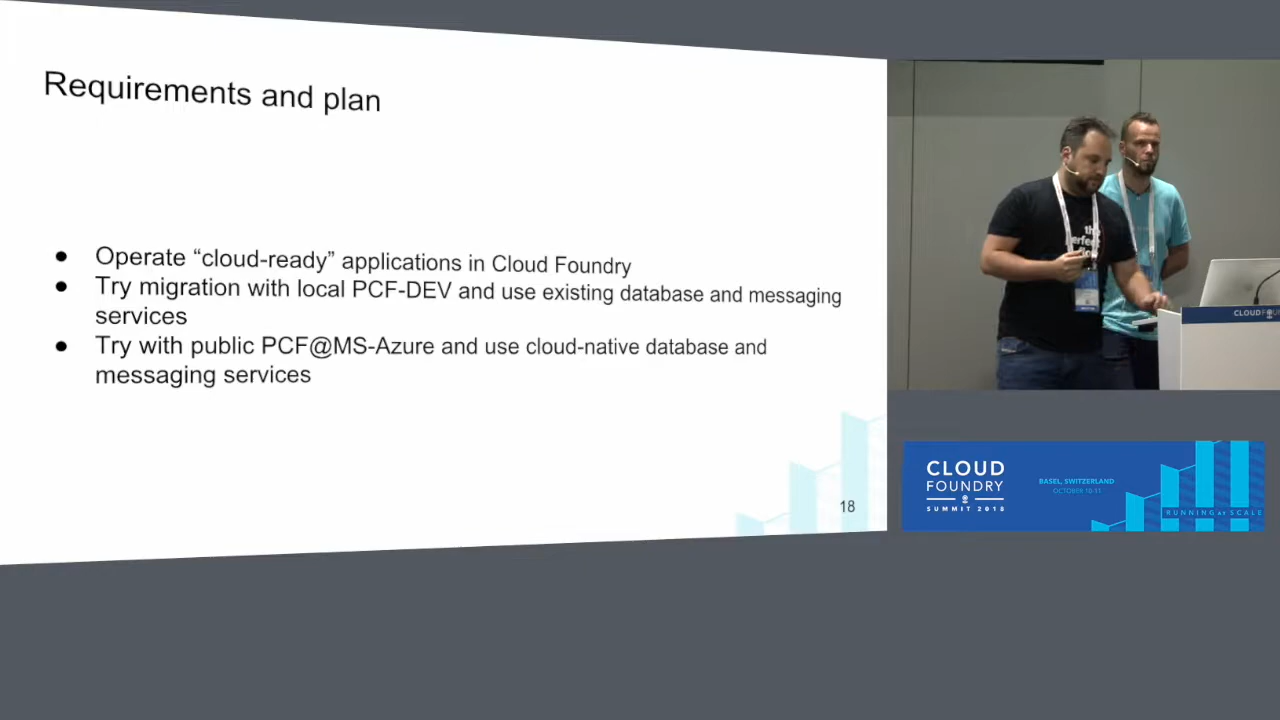 Requirements and plan
● Operate “cloud-ready” applications in Cloud Foundry
● Try migration with local PCF-DEV and use existing database and messaging
services
● Try with public PCF@MS-Azure and use cloud-native database and
messaging services
18
the
CLOUD
FOUNDRY
SUMMIT 2018
BASEL, SWITZERLAND
OCTOBER 10-11
RUNNING AT SCALE